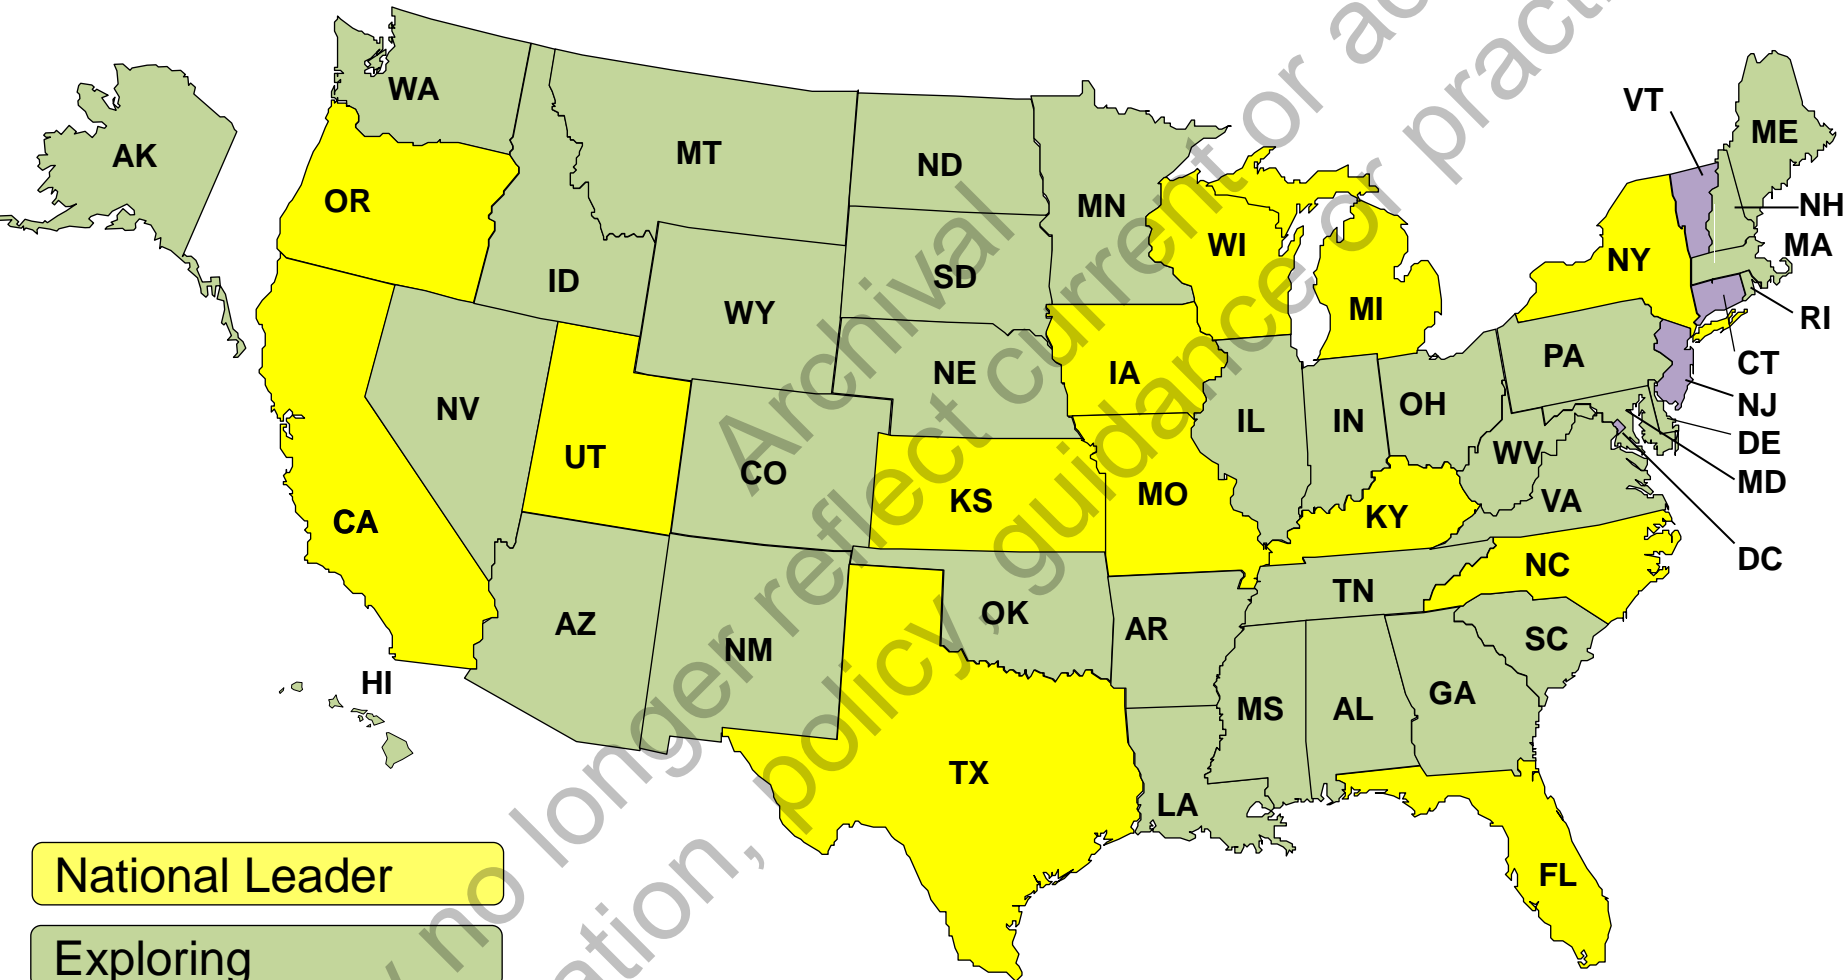 WA
AK
MT
ND
VT
ME
OR
MN
NH
WI
MA
NY
ID
SD
WY
MI
RI
PA
CT
NE
IA
NV
OH
NJ
IL
IN
DE
UT
WV
CO
MD
KS
MO
VA
CA
KY
DC
NC
TN
OK
AZ
AR
SC
NM
HI
GA
MS
AL
TX
LA
FL
National Leader
Exploring
Archival
no longer reflect current or
policy, guidance or